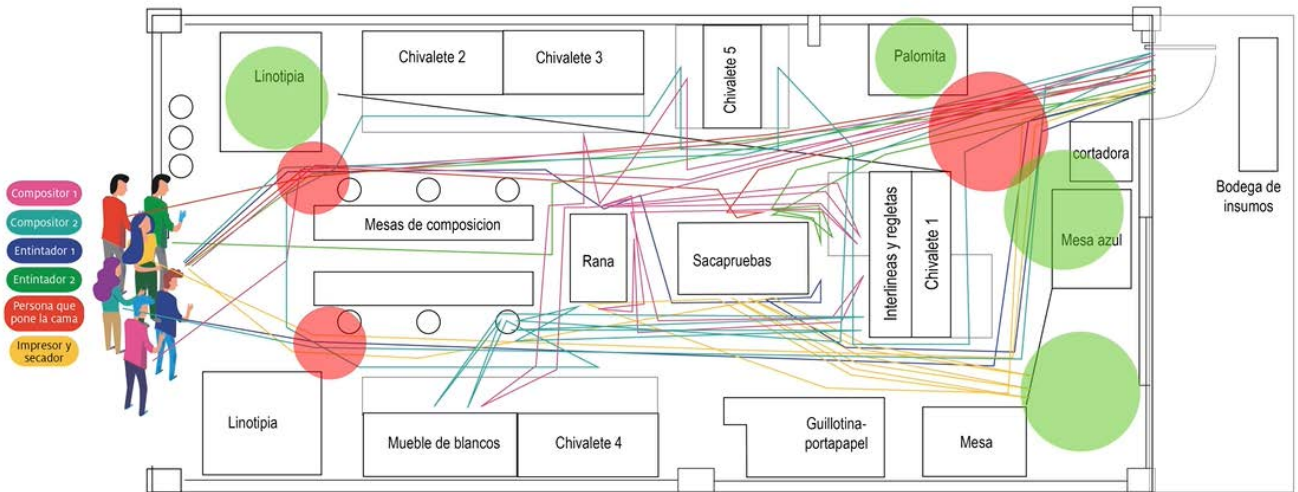 Compositor 1
Compositor 2
Entintador 1
Entintador 2
Persona que
pone la cama
Impresor y
secador
Linotipia
Chivalete 2
Chivalete 3
Chivalete 5
Palomita
cortadora
Bodega de
insumos
Mesas de composicion
Rana
Sacapruebas
Interlineas y regletas
Chivalete 1
Mesa azul
Linotipia
Mueble de blancos
Chivalete 4
Guillotina-
portapapel
Mesa